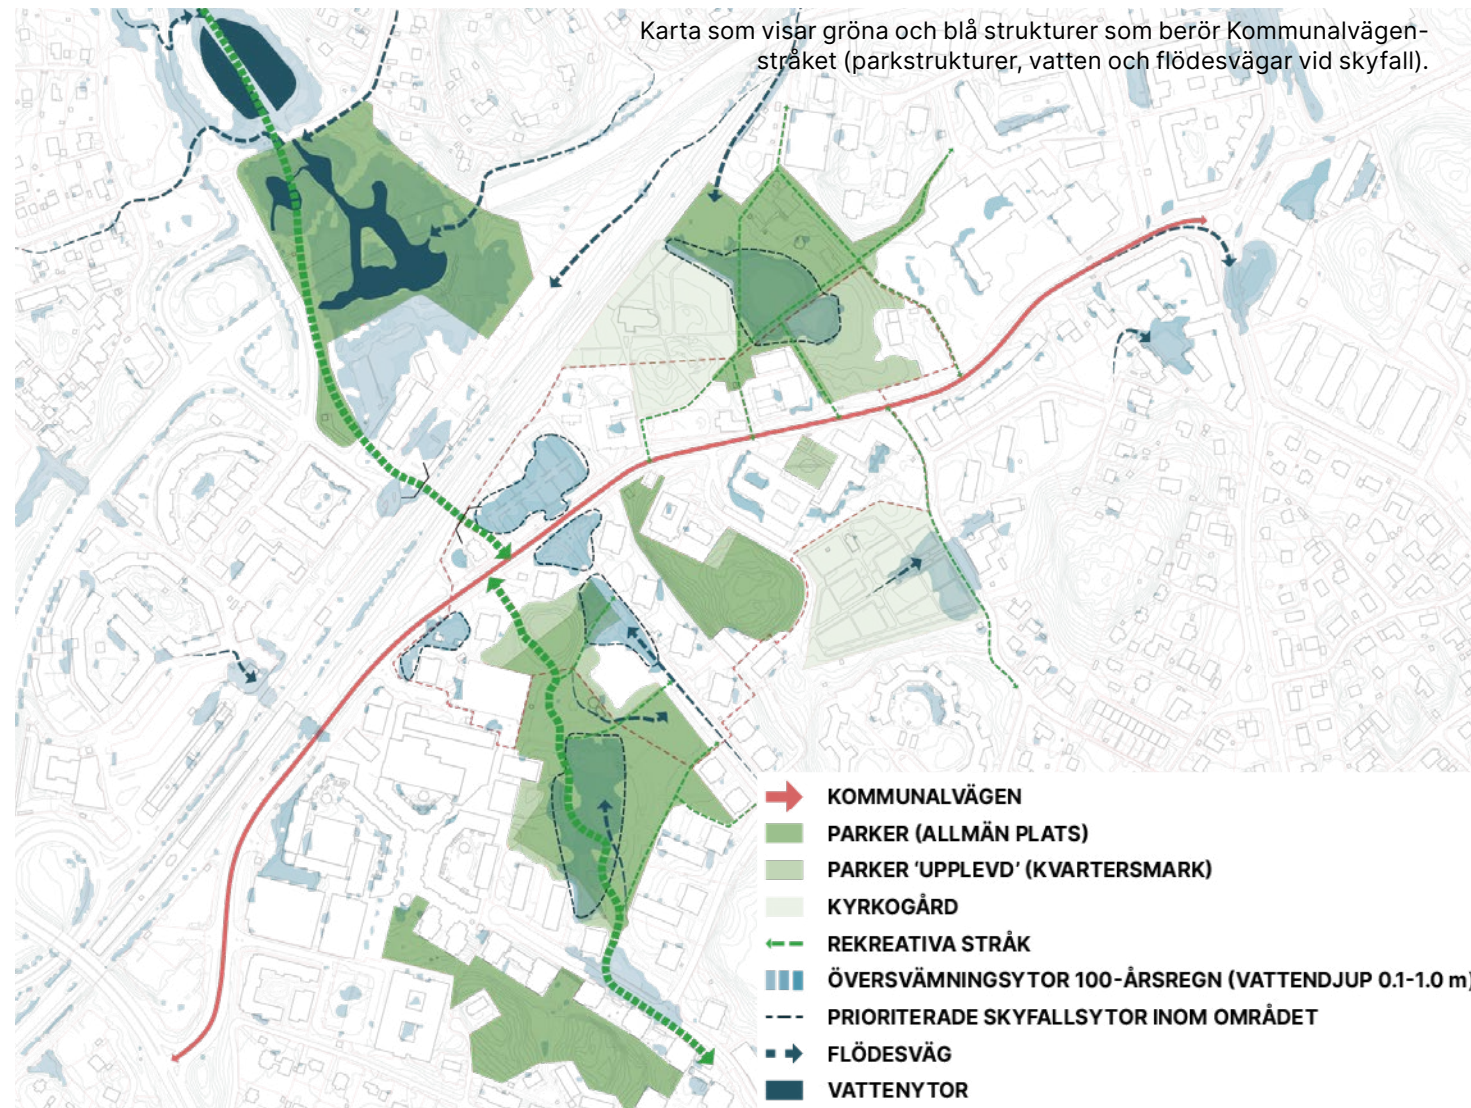 Karta som visar gröna och blå strukturer som berör Kommunalvägen-
stråket (parkstrukturer, vatten och flödesvägar vid skyfall).
KOMMUNALVÄGEN
PARKER (ALLMÄN PLATS)
PARKER ‘UPPLEVD’ (KVARTERSMARK)
KYRKOGÅRD
REKREATIVA STRÅK
ÖVERSVÄMNINGSYTOR 100-ÅRSREGN (VATTENDJUP 0.1-1.0 m)
PRIORITERADE SKYFALLSYTOR INOM OMRÅDET
FLÖDESVÄG
VATTENYTOR